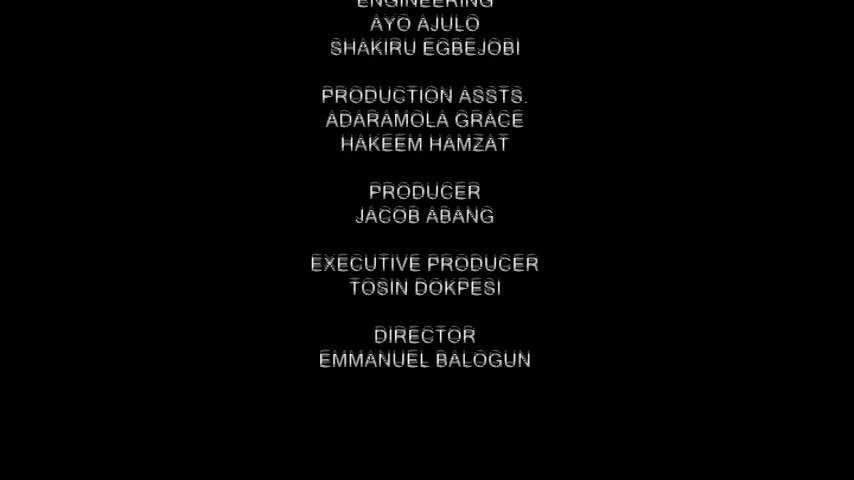 ENGINEERING
AYO AJULO
SHAKIRU EGBEJOBI
PRODUCTION ASSTS.
ADARAMOLA GRACE
HAKEEM HAMZAT
PRODUCER
JACOB ABANG
EXECUTIVE PRODUCER
TOSIN DOKPESI
DIRECTOR
EMMANUEL BALOGUN